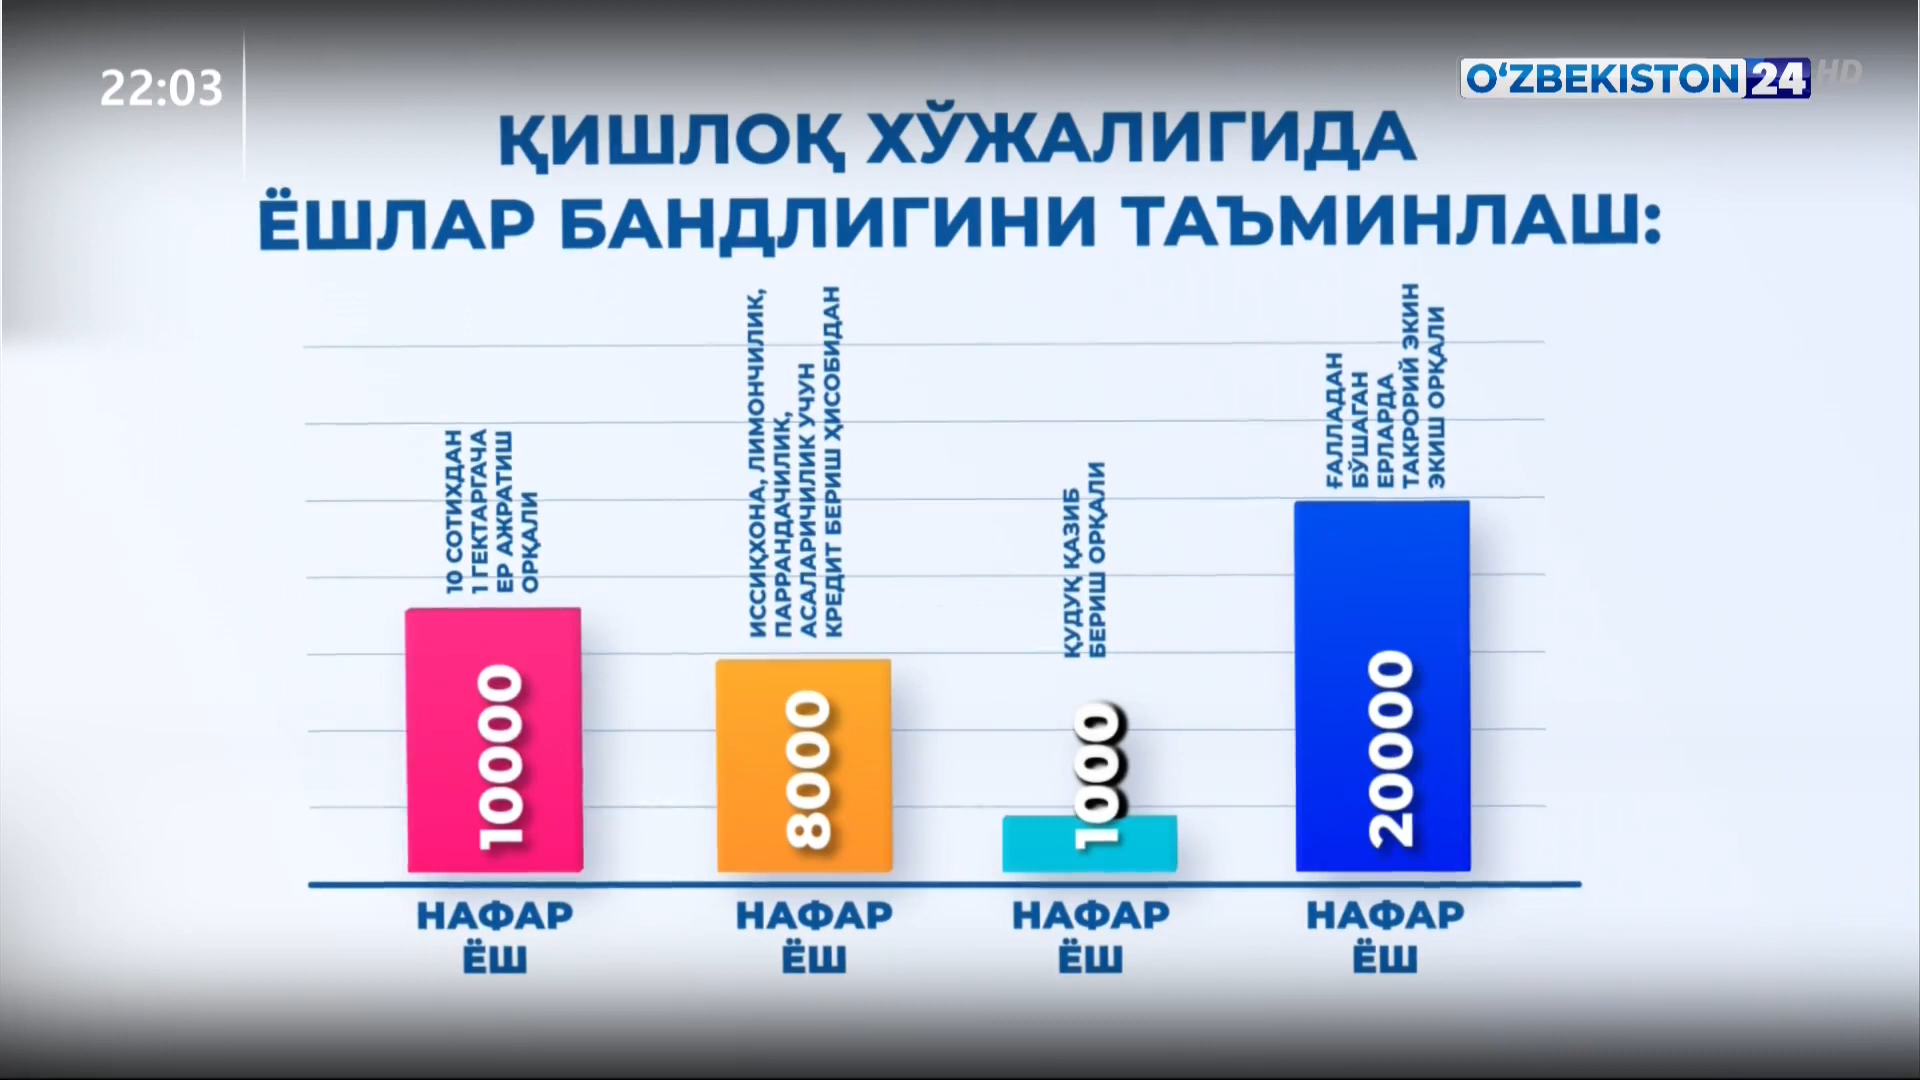 22:03
O‘ZBEKISTON 24 HD
ҚИШЛОҚ ХЎЖАЛИГИДА
ЁШЛАР БАНДЛИГИНИ ТАЪМИНЛАШ:
10 СОТИХДАН
1 ГЕКТАРГАЧА
ЕР АЖРАТИШ
ОРҚАЛИ
10000
НАФАР
ЁШ
ИССИҚХОНА, ЛИМОНЧИЛИК,
ПАРРАНДАЧИЛИК,
АСАЛАРИЧИЛИК УЧУН
КРЕДИТ БЕРИШ ҲИСОБИДАН
8000
НАФАР
ЁШ
ҚУДУҚ ҚАЗИБ
БЕРИШ ОРҚАЛИ
1000
НАФАР
ЁШ
ҒАЛЛАДАН
БЎШАГАН
ЕРЛАРДА
ТАКРОРИЙ ЭКИН
ЭКИШ ОРҚАЛИ
20000
НАФАР
ЁШ